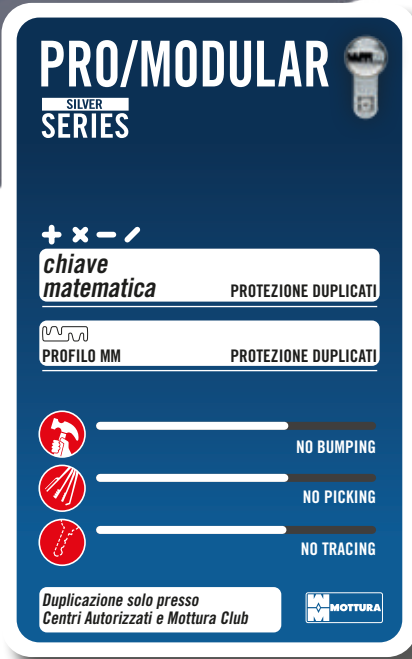 PRO/MODULAR
SILVER
SERIES
chiave
matematica
PROTEZIONE DUPLICATI
PROFILO MM
PROTEZIONE DUPLICATI
NO BUMPING
NO PICKING
NO TRACING
Duplicazione solo presso
Centri Autorizzati e Mottura Club
MOTTURA